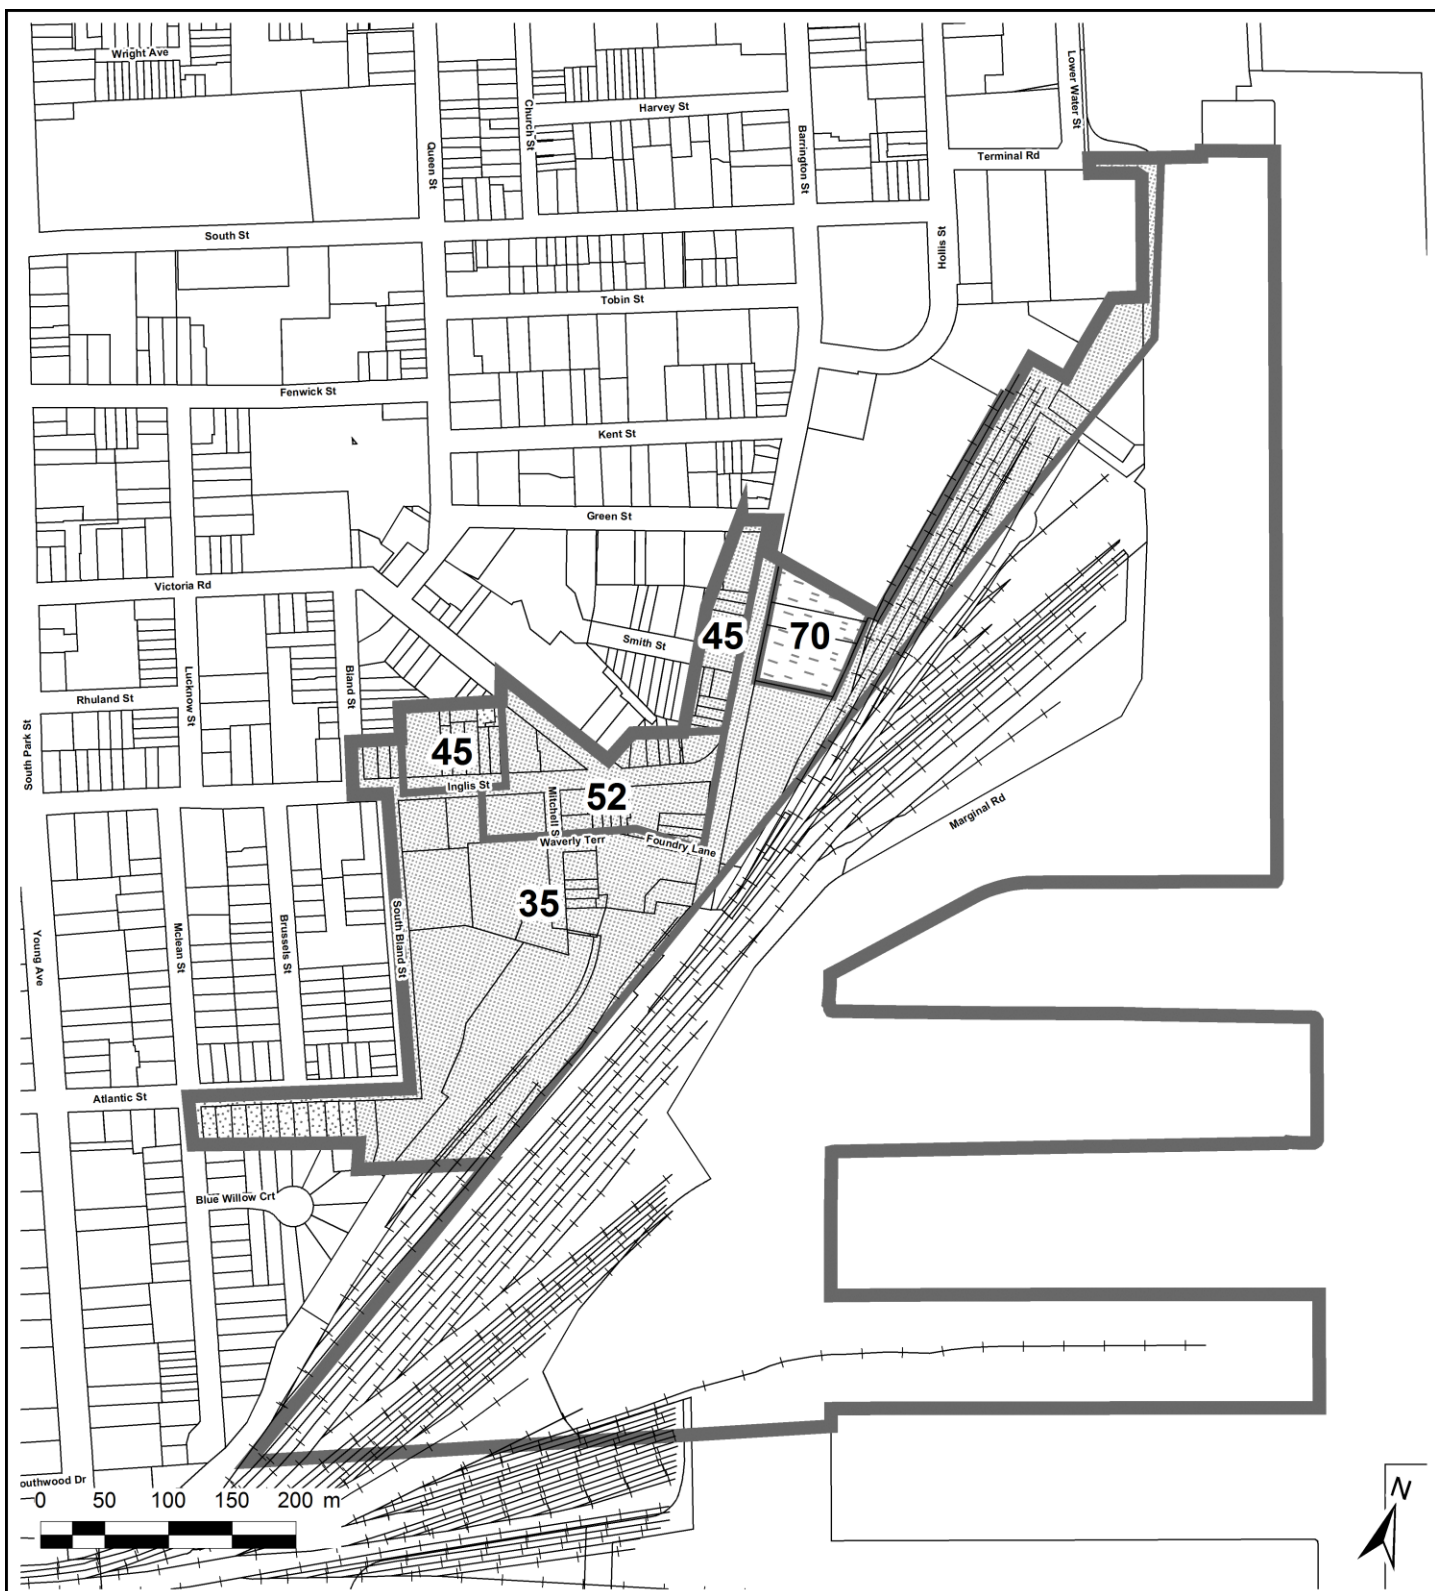 Wright Ave
Harvey St
Church St
Lower Water St
Queen St
Barrington St
Terminal Rd
South St
Hollis St
Tobin St
Fenwick St
Kent St
Green St
Victoria Rd
Smith St
45
70
Rhuland St
Lucknow St
Bland St
South Park St
45
Inglis St
52
Mitchell S
Waverly Terr
Foundry Lane
Marginal Rd
35
Young Ave
Mclean St
Brussels St
South Bland St
Atlantic St
Blue Willow Crt
outhwood Dr
0 50 100 150 200 m
N